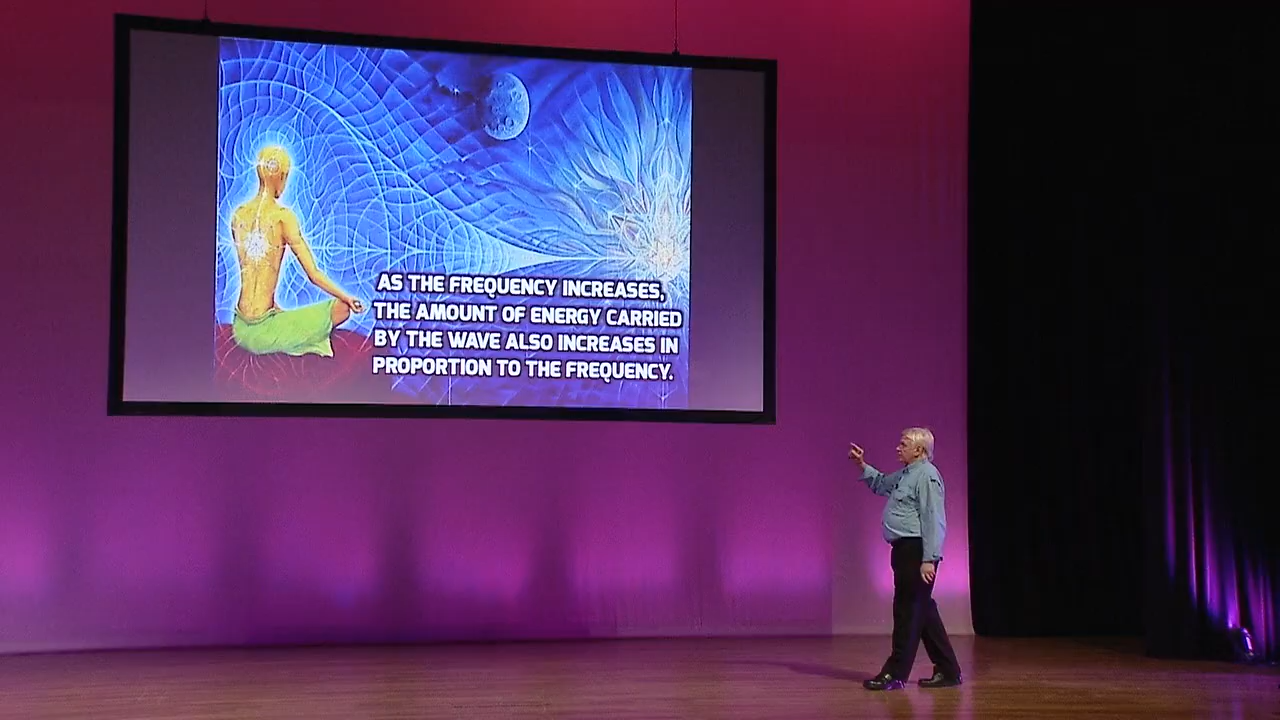 AS THE FREQUENCY INCREASES,
THE AMOUNT OF ENERGY CARRIED
BY THE WAVE ALSO INCREASES IN
PROPORTION TO THE FREQUENCY.